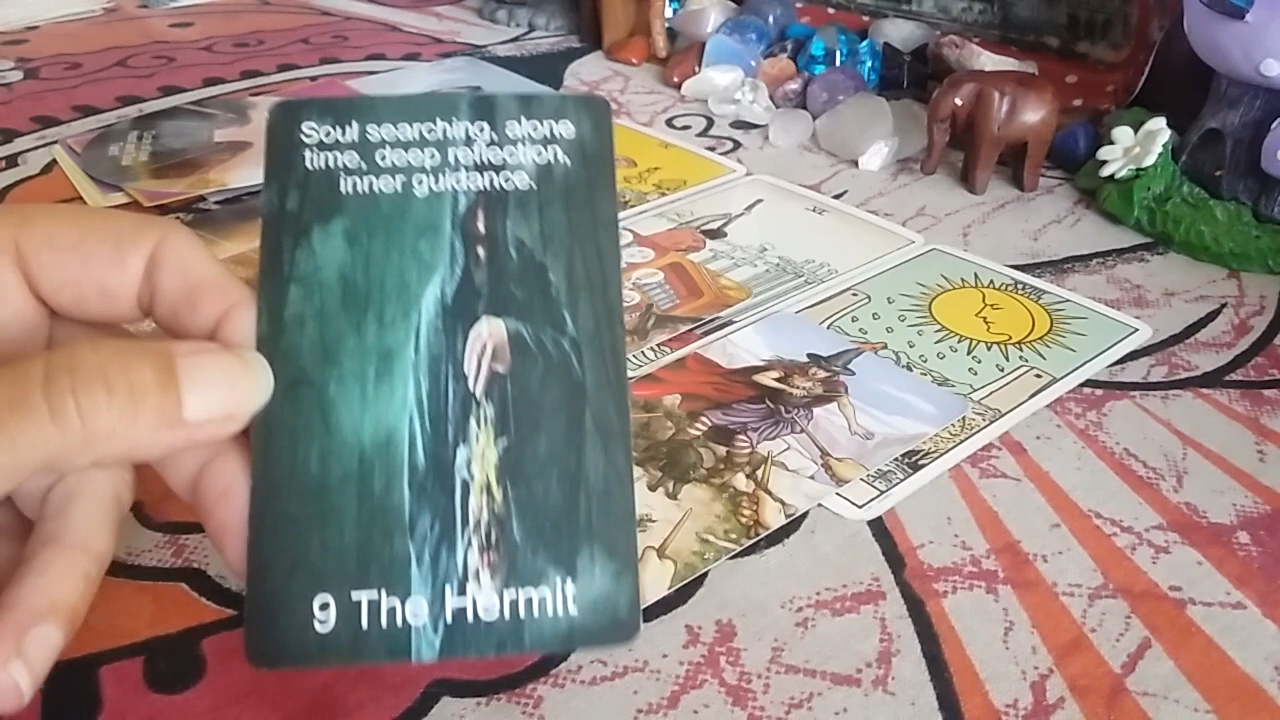 Soul searching, alone
time, deep reflection,
inner guidance.
9 The Hermit